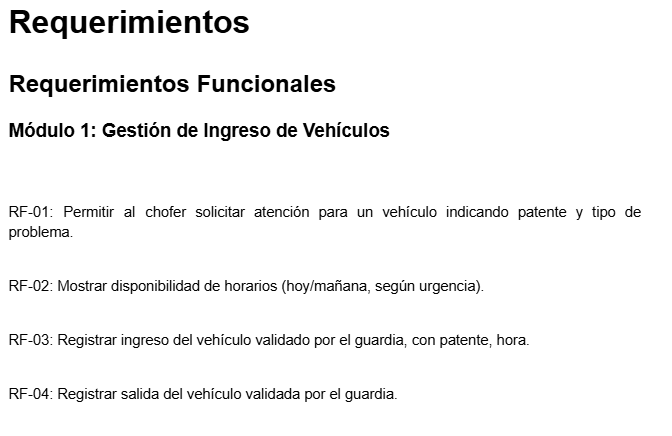 Requerimientos
Requerimientos Funcionales
Módulo 1: Gestión de Ingreso de Vehículos
RF-01: Permitir al chofer solicitar atención para un vehículo indicando patente y tipo de
problema.
RF-02: Mostrar disponibilidad de horarios (hoy/mañana, según urgencia).
RF-03: Registrar ingreso del vehículo validado por el guardia, con patente, hora.
RF-04: Registrar salida del vehículo validada por el guardia.